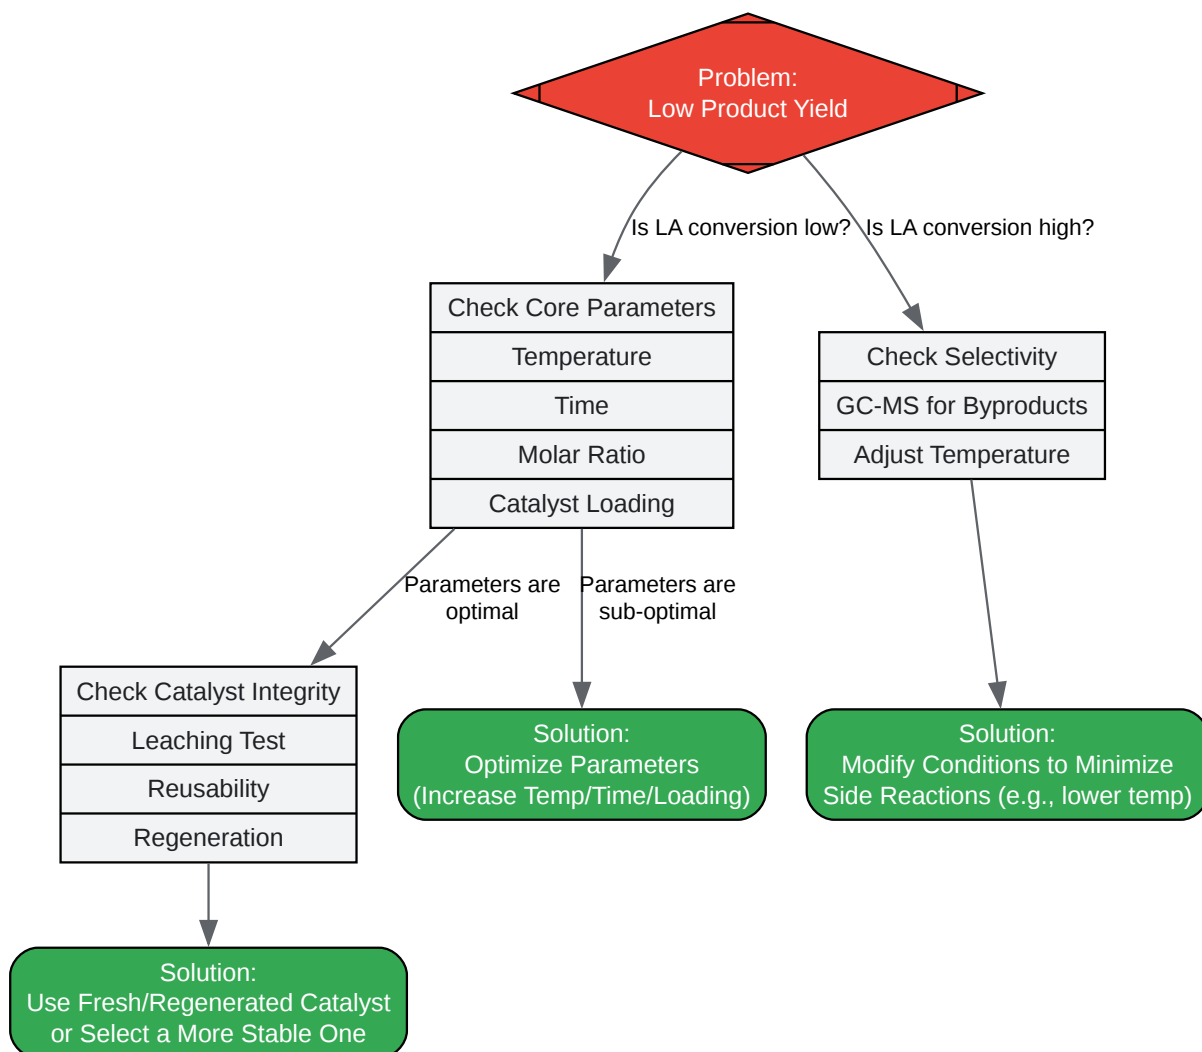 Problem:
Low Product Yield
Is LA conversion low?
Is LA conversion high?
Check Core Parameters
Temperature
Time
Molar Ratio
Catalyst Loading
Check Selectivity
GC-MS for Byproducts
Adjust Temperature
Parameters are
optimal
Parameters are
sub-optimal
Check Catalyst Integrity
Leaching Test
Reusability
Regeneration
Solution:
Optimize Parameters
(Increase Temp/Time/Loading)
Solution:
Modify Conditions to Minimize
Side Reactions (e.g., lower temp)
Solution:
Use Fresh/Regenerated Catalyst
or Select a More Stable One